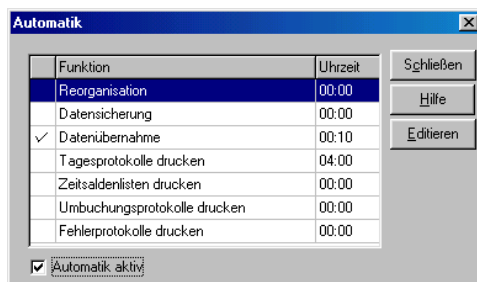 Automatik
Funktion Uhrzeit
Reorganisation 00:00
Datensicherung 00:00
Datenübernahme 00:10
Tagesprotokolle drucken 04:00
Zeitsaldenlisten drucken 00:00
Umbuchungsprotokolle drucken 00:00
Fehlerprotokolle drucken 00:00
Automatik aktiv
Schließen
Hilfe
Editieren